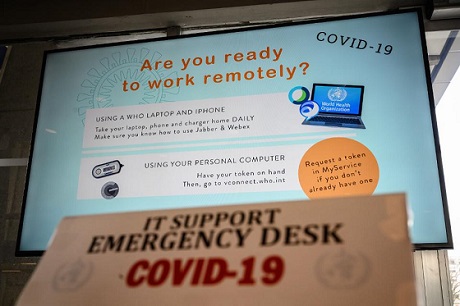 COVID-19
Are you ready
to work remotely?
World Health
Organization
USING A WHO LAPTOP AND IPHONE
Take your laptop, phone and charger home DAILY
Make sure you know how to use Jabber & Webex
USING YOUR PERSONAL COMPUTER
Have your token on hand
Then, go to vconnect.who.int
Request a token
in MyService
if you don't
already have one
IT SUPPORT
EMERGENCY DESK
COVID-19